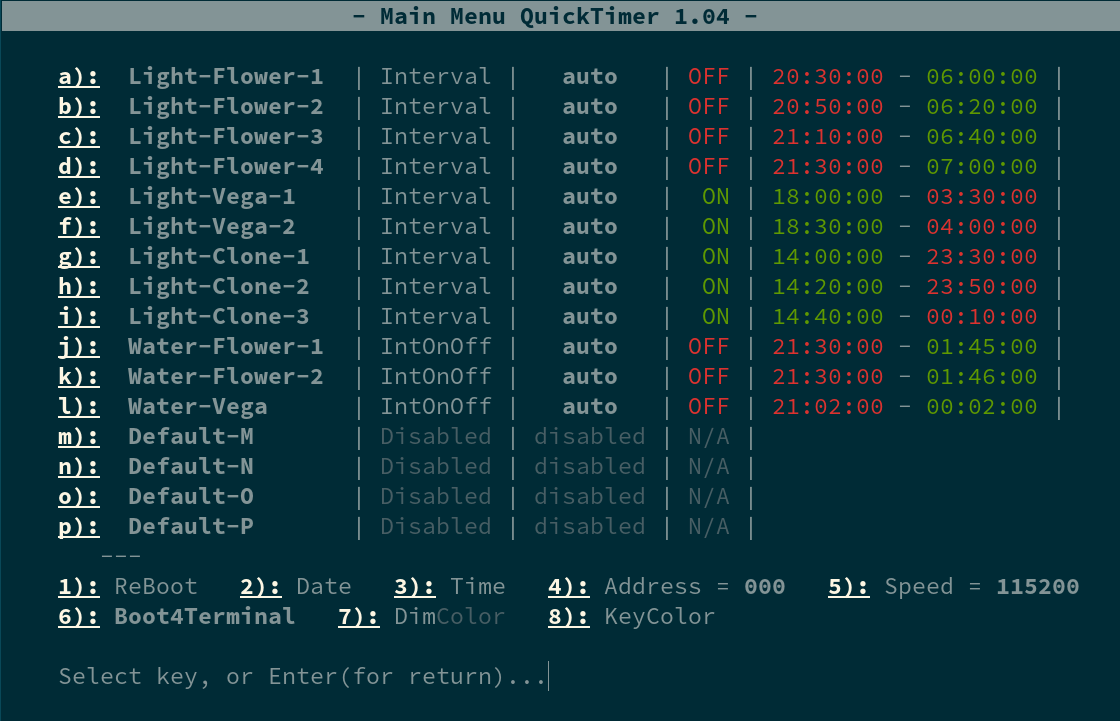 - Main Menu QuickTimer 1.04 -
a): Light-Flower-1 | Interval | auto | OFF | 20:30:00 - 06:00:00 |
b): Light-Flower-2 | Interval | auto | OFF | 20:50:00 - 06:20:00 |
c): Light-Flower-3 | Interval | auto | OFF | 21:10:00 - 06:40:00 |
d): Light-Flower-4 | Interval | auto | OFF | 21:30:00 - 07:00:00 |
e): Light-Vega-1 | Interval | auto | ON | 18:00:00 - 03:30:00 |
f): Light-Vega-2 | Interval | auto | ON | 18:30:00 - 04:00:00 |
g): Light-Clone-1 | Interval | auto | ON | 14:00:00 - 23:30:00 |
h): Light-Clone-2 | Interval | auto | ON | 14:20:00 - 23:50:00 |
i): Light-Clone-3 | Interval | auto | ON | 14:40:00 - 00:10:00 |
j): Water-Flower-1 | IntOnOff | auto | OFF | 21:30:00 - 01:45:00 |
k): Water-Flower-2 | IntOnOff | auto | OFF | 21:30:00 - 01:46:00 |
l): Water-Vega | IntOnOff | auto | OFF | 21:02:00 - 00:02:00 |
m): Default-M | Disabled | disabled | N/A |
n): Default-N | Disabled | disabled | N/A |
o): Default-O | Disabled | disabled | N/A |
p): Default-P | Disabled | disabled | N/A |
---
1): ReBoot 2): Date 3): Time 4): Address = 000 5): Speed = 115200
6): Boot4Terminal 7): DimColor 8): KeyColor
Select key, or Enter(for return)...